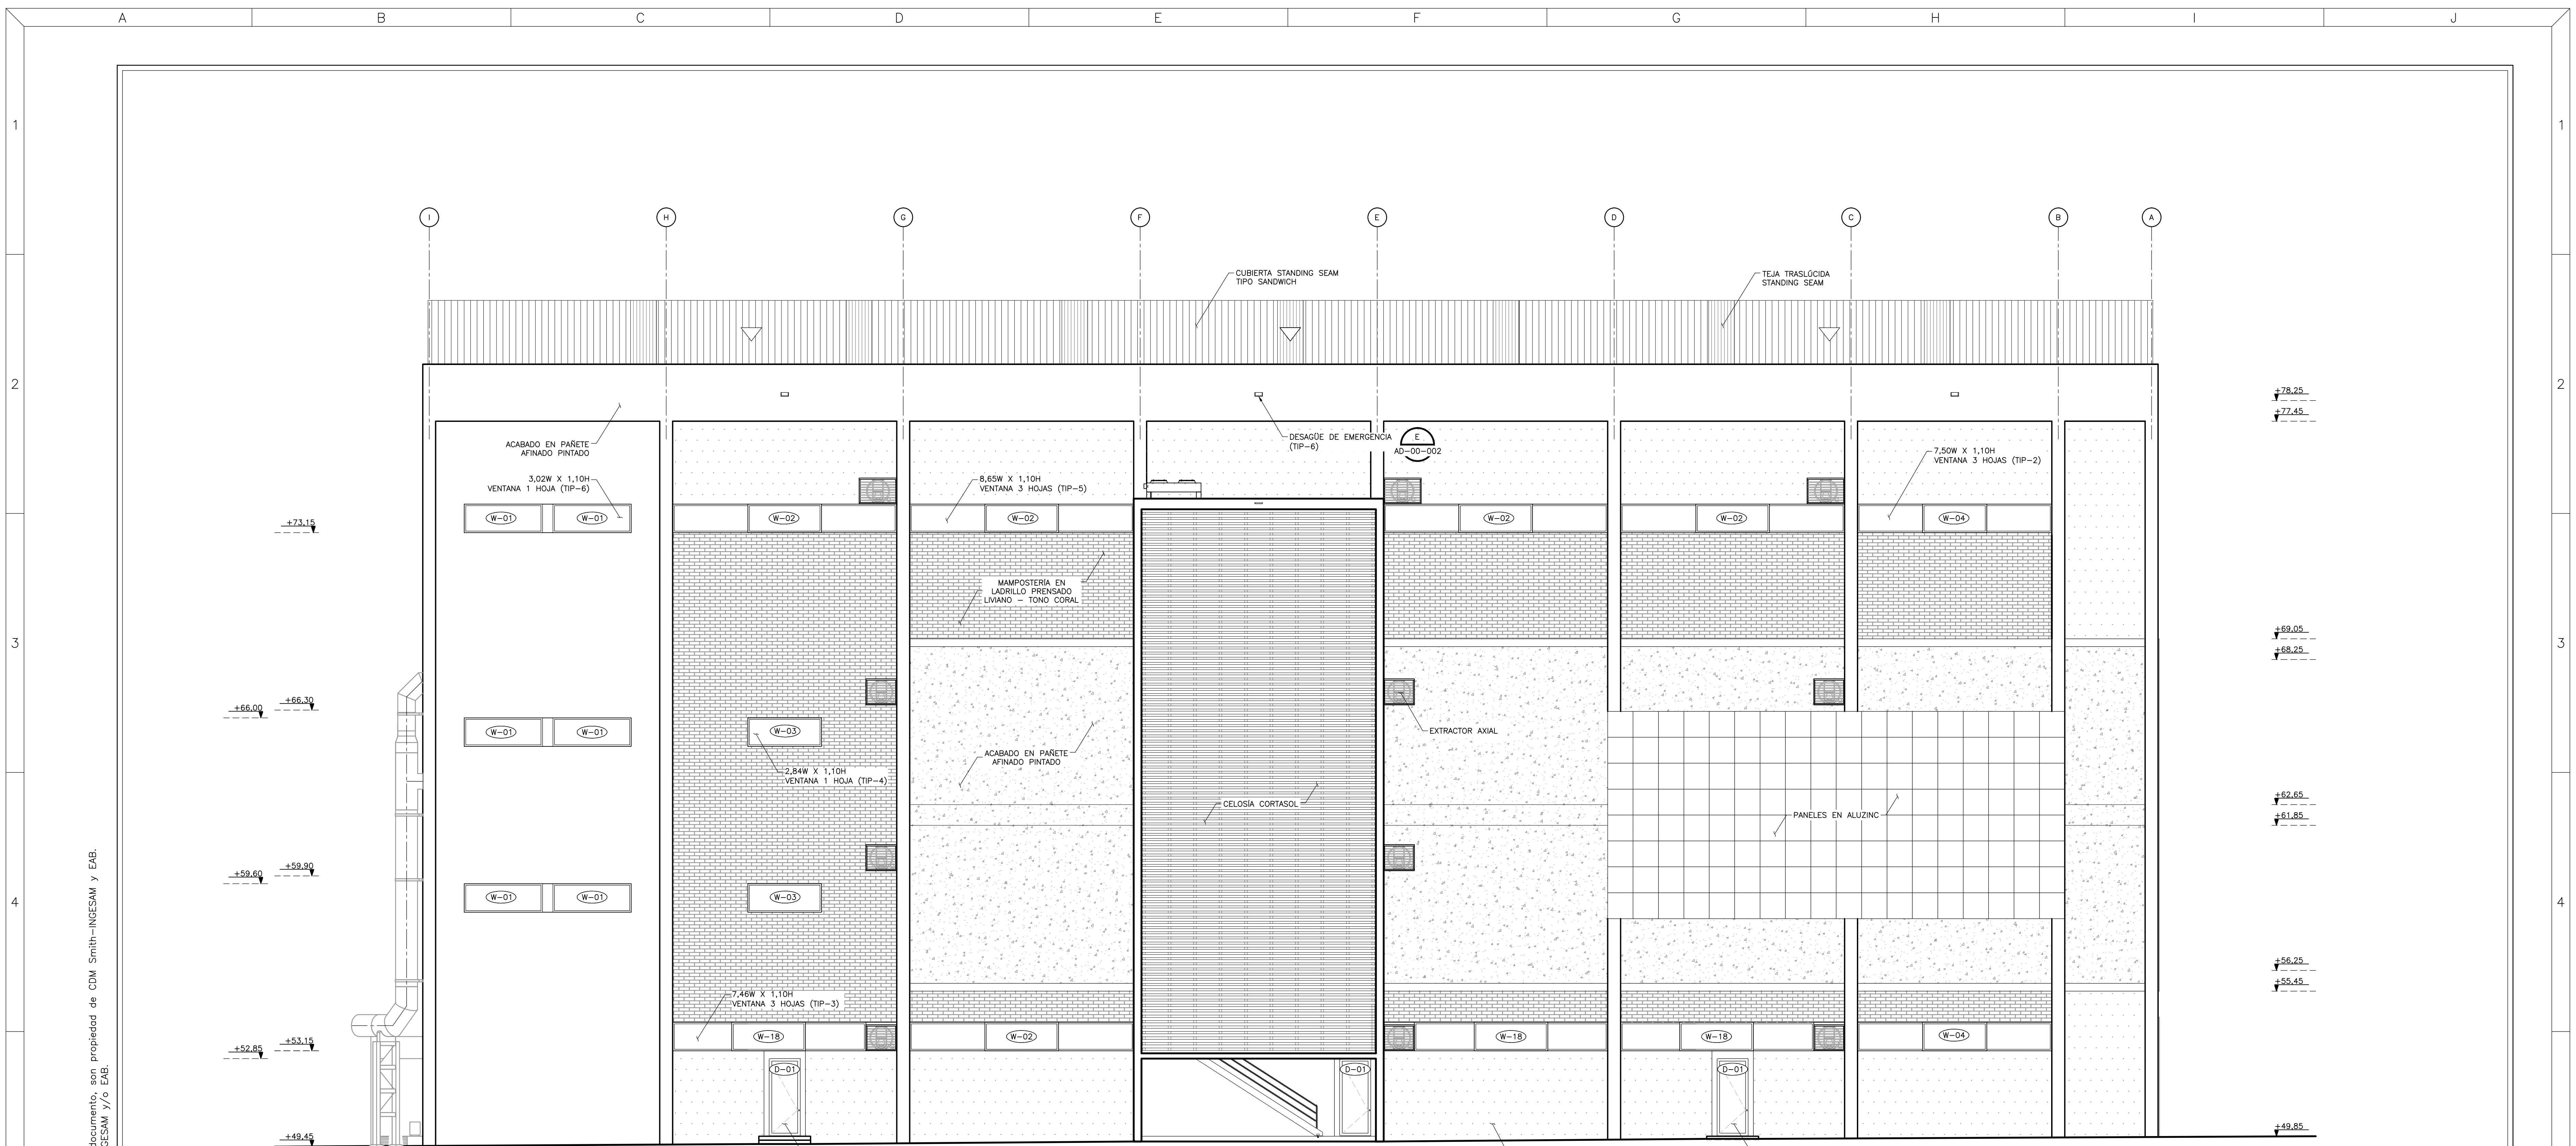 A B C D E F G H I J
1 1
I H G F E D C B A
CUBIERTA STANDING SEAM
TIPO SANDWICH
TEJA TRASLÚCIDA
STANDING SEAM
2 2
+78,25
+77,45
ACABADO EN PAÑETE
AFINADO PINTADO
DESAGÜE DE EMERGENCIA
(TIP-6)
E
AD-00-002
3,02W X 1,10H
VENTANA 1 HOJA (TIP-6)
8,65W X 1,10H
VENTANA 3 HOJAS (TIP-5)
7,50W X 1,10H
VENTANA 3 HOJAS (TIP-2)
+73,15
W-01 W-01 W-02 W-02 W-02 W-02 W-04
MAMPOSTERÍA EN
LADRILLO PRENSADO
LIVIANO - TONO CORAL
3 3
+69,05
+68,25
+66,00
+66,30
W-01 W-01 W-03
EXTRACTOR AXIAL
ACABADO EN PAÑETE
AFINADO PINTADO
2,84W X 1,10H
VENTANA 1 HOJA (TIP-4)
CELOSÍA CORTASOL
PANELES EN ALUZINC
+62,65
+61,85
+59,60
+59,90
W-01 W-01 W-03
4 4
+56,25
+55,45
7,46W X 1,10H
VENTANA 3 HOJAS (TIP-3)
+52,85
+53,15
W-18 W-02 W-18 W-18 W-04
D-01 D-01 D-01
+49,45
+49,85
documento, son propiedad de CDM Smith-INGESAM y EAB.
GESAM y/o EAB.